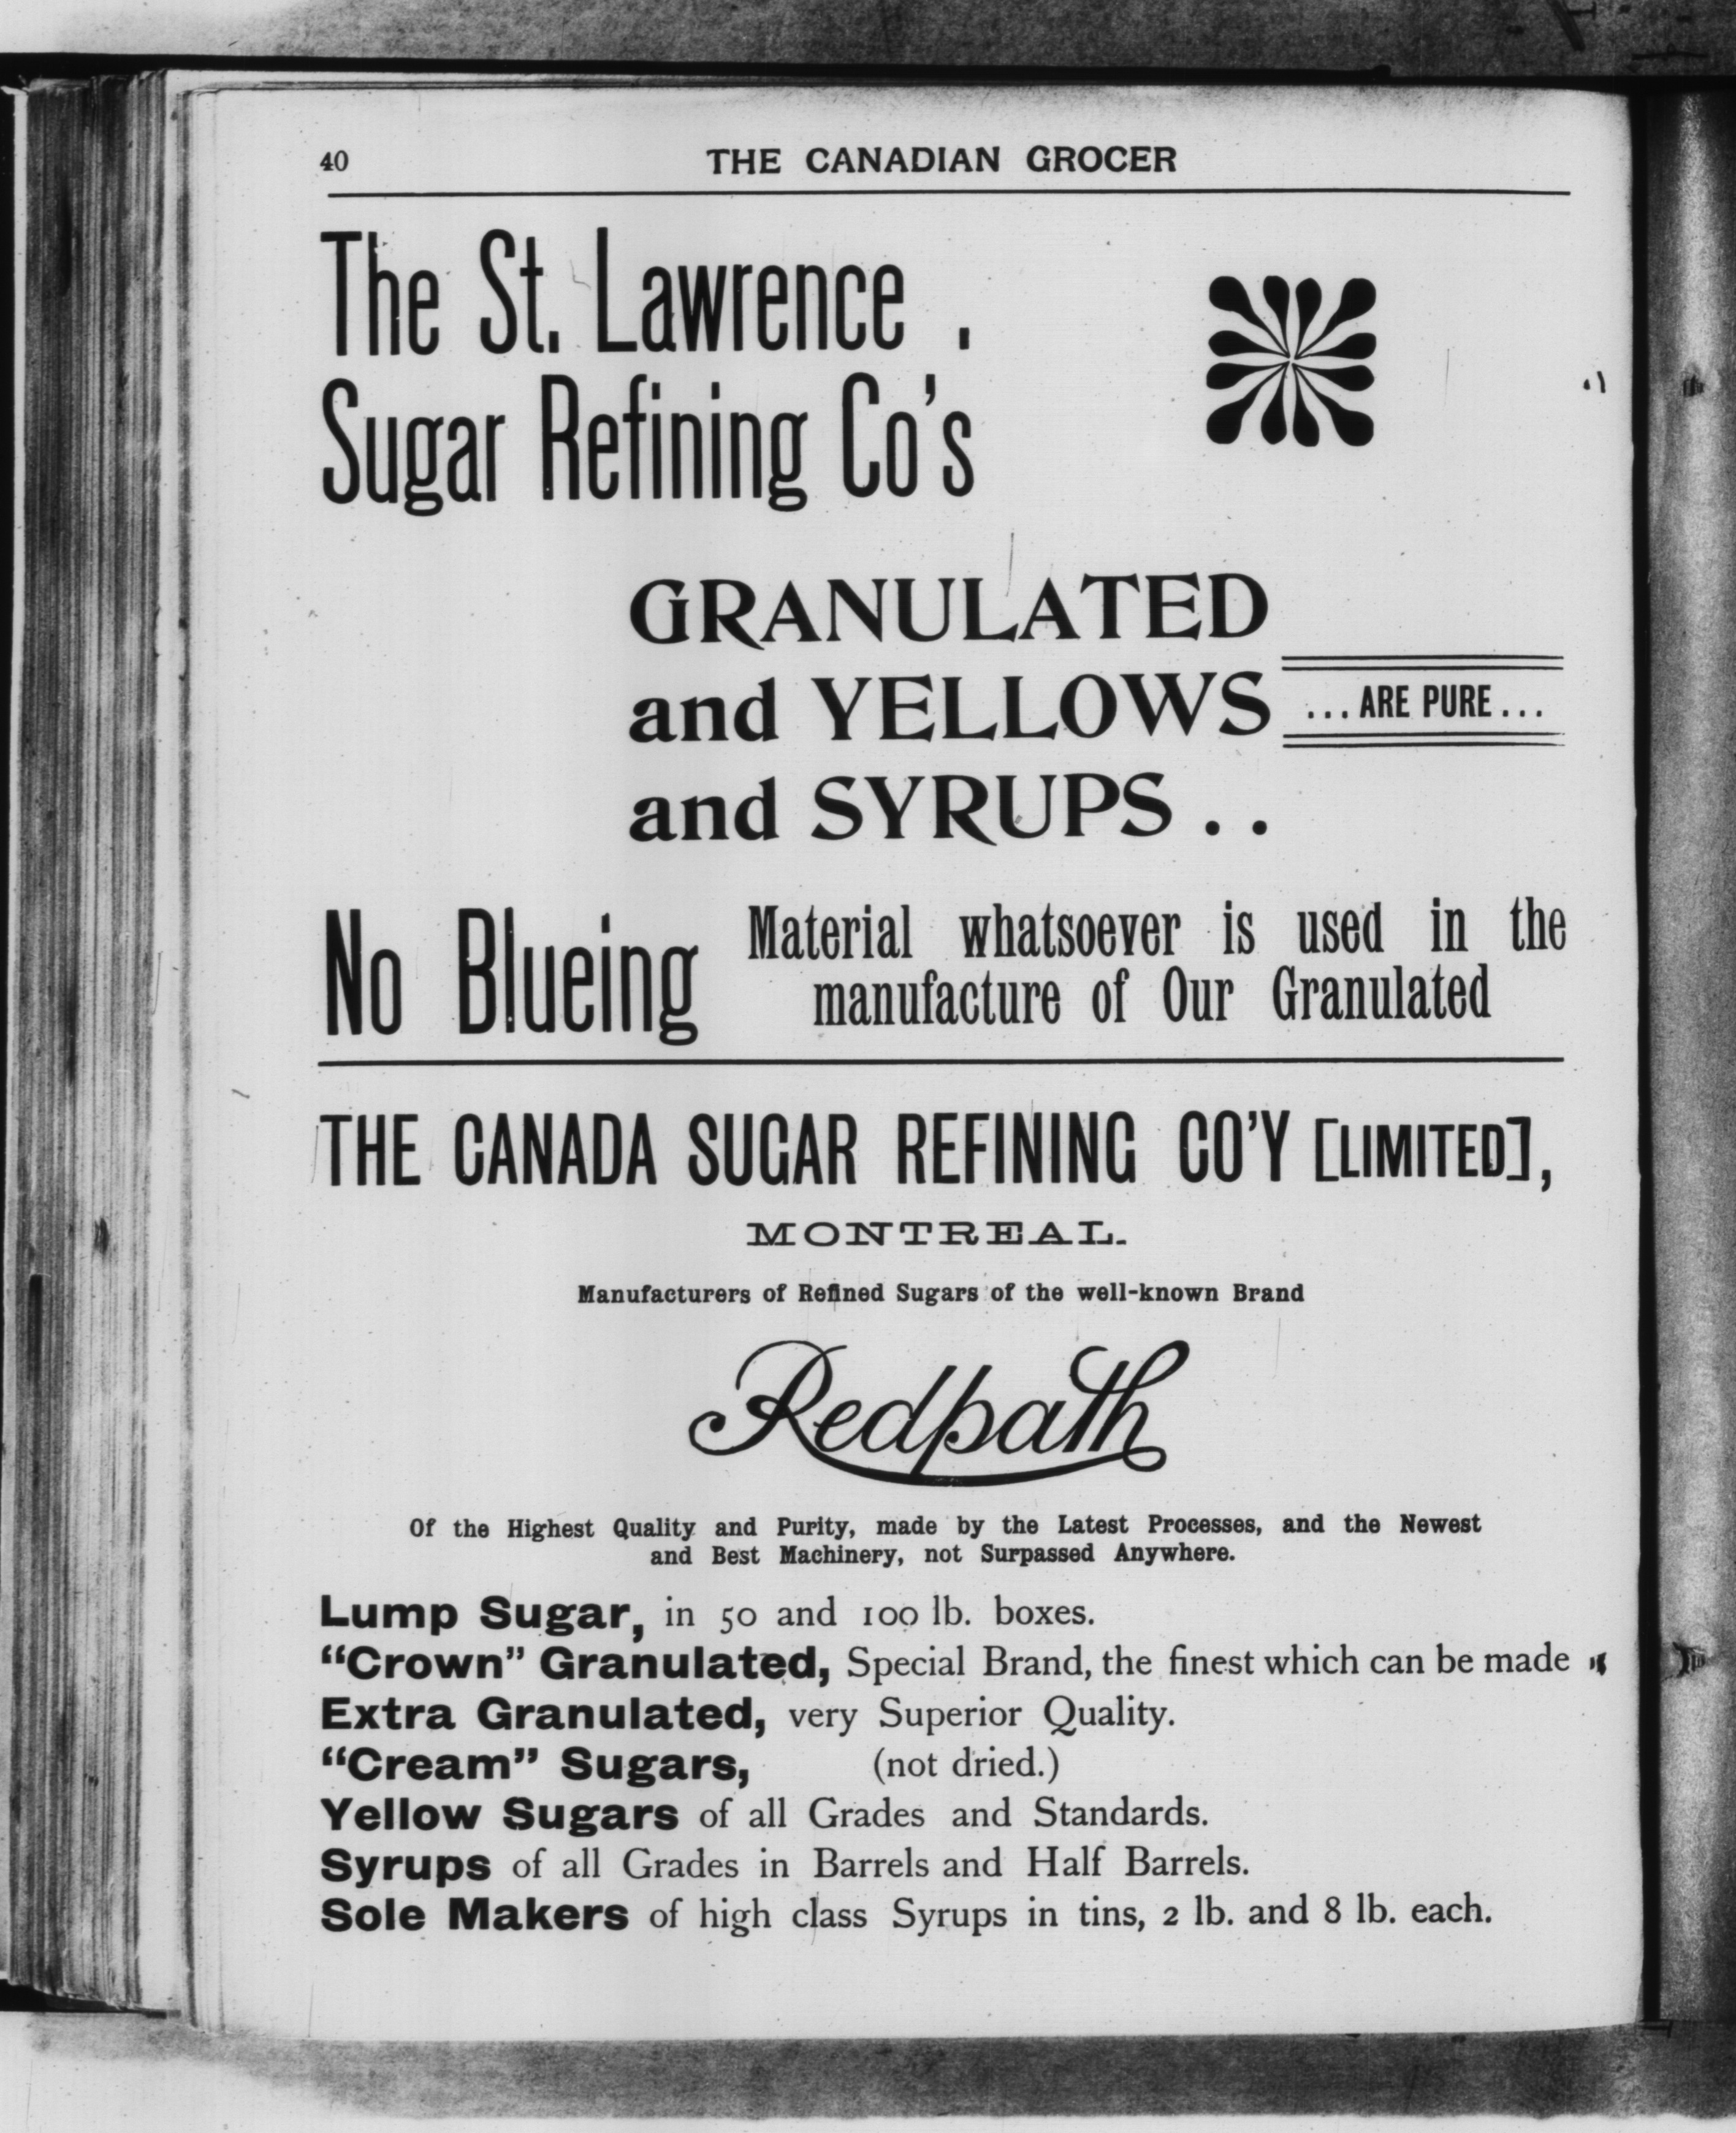 40
THE CANADIAN GROCER
The St. Lawrence .
Sugar Refining Co's
GRANULATED
and YELLOWS
... ARE PURE ...
and SYRUPS . .
No Blueing
Material whatsoever is used in the
manufacture of Our Granulated
THE CANADA SUGAR REFINING CO'Y [LIMITED],
MONTREAL.
Manufacturers of Refined Sugars of the well-known Brand
Redpath
Of the Highest Quality and Purity, made by the Latest Processes, and the Newest
and Best Machinery, not Surpassed Anywhere.
Lump Sugar, in 50 and 100 lb. boxes.
"Crown" Granulated, Special Brand, the finest which can be made
Extra Granulated, very Superior Quality.
"Cream" Sugars, (not dried.)
Yellow Sugars of all Grades and Standards.
Syrups of all Grades in Barrels and Half Barrels.
Sole Makers of high class Syrups in tins, 2 lb. and 8 lb. each.